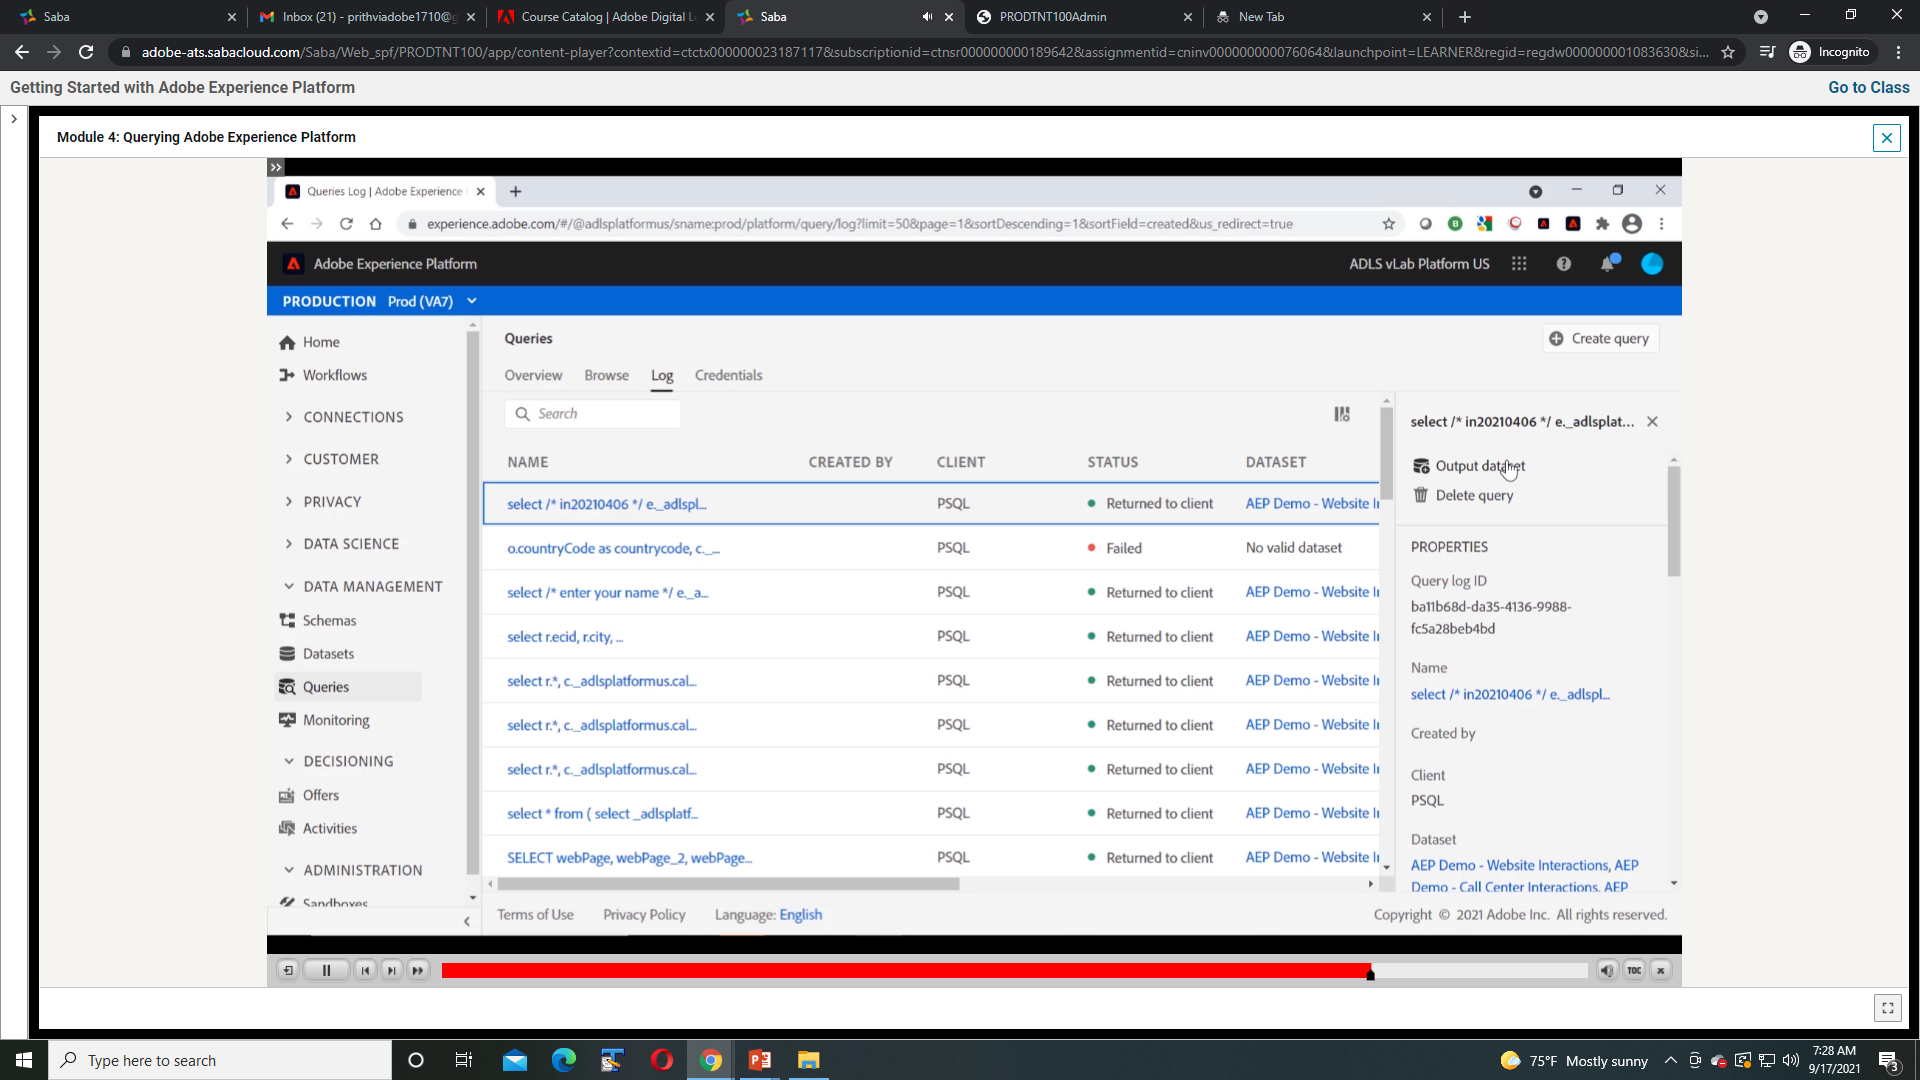 Saba
Inbox (21) - prithviadobe1710@g
Course Catalog | Adobe Digital L
Saba
PRODTNT100Admin
New Tab
adobe-ats.sabacloud.com/Saba/Web_spf/PRODTNT100/app/content-player?contextid=ctctx000000023187117&subscriptionid=ctnsr000000000189642&assignmentid=cninv000000000076064&launchpoint=LEARNER&regid=regdw000000001083630&si...
Incognito
Getting Started with Adobe Experience Platform
Go to Class
Module 4: Querying Adobe Experience Platform
Queries Log | Adobe Experience
experience.adobe.com/#/@adlsplatformus/sname:prod/platform/query/log?limit=50&page=1&sortDescending=1&sortField=created&us_redirect=true
Adobe Experience Platform
ADLS vLab Platform US
PRODUCTION Prod (VA7)
Home
Workflows
CONNECTIONS
CUSTOMER
PRIVACY
DATA SCIENCE
DATA MANAGEMENT
Schemas
Datasets
Queries
Monitoring
DECISIONING
Offers
Activities
ADMINISTRATION
Sandboxes
Queries
Create query
Overview Browse Log Credentials
Search
NAME CREATED BY CLIENT STATUS DATASET
select /* in20210406 */ e._adlspl... PSQL Returned to client AEP Demo - Website I
o.countryCode as countrycode, c._... PSQL Failed No valid dataset
select /* enter your name */ e._a... PSQL Returned to client AEP Demo - Website I
select r.ecid, r.city, ... PSQL Returned to client AEP Demo - Website I
select r.*, c._adlsplatformus.cal... PSQL Returned to client AEP Demo - Website I
select r.*, c._adlsplatformus.cal... PSQL Returned to client AEP Demo - Website I
select r.*, c._adlsplatformus.cal... PSQL Returned to client AEP Demo - Website I
select * from ( select _adlsplatf... PSQL Returned to client AEP Demo - Website I
SELECT webPage, webPage_2, webPage... PSQL Returned to client AEP Demo - Website I
select /* in20210406 */ e._adlsplat...
Output dataset
Delete query
PROPERTIES
Query log ID
ba11b68d-da35-4136-9988-
fc5a28beb4bd
Name
select /* in20210406 */ e._adlspl...
Created by
Client
PSQL
Dataset
AEP Demo - Website Interactions, AEP
Demo - Call Center Interactions, AEP
Terms of Use Privacy Policy Language: English
Copyright © 2021 Adobe Inc. All rights reserved.
TOC
Type here to search
75°F Mostly sunny
7:28 AM
9/17/2021
3